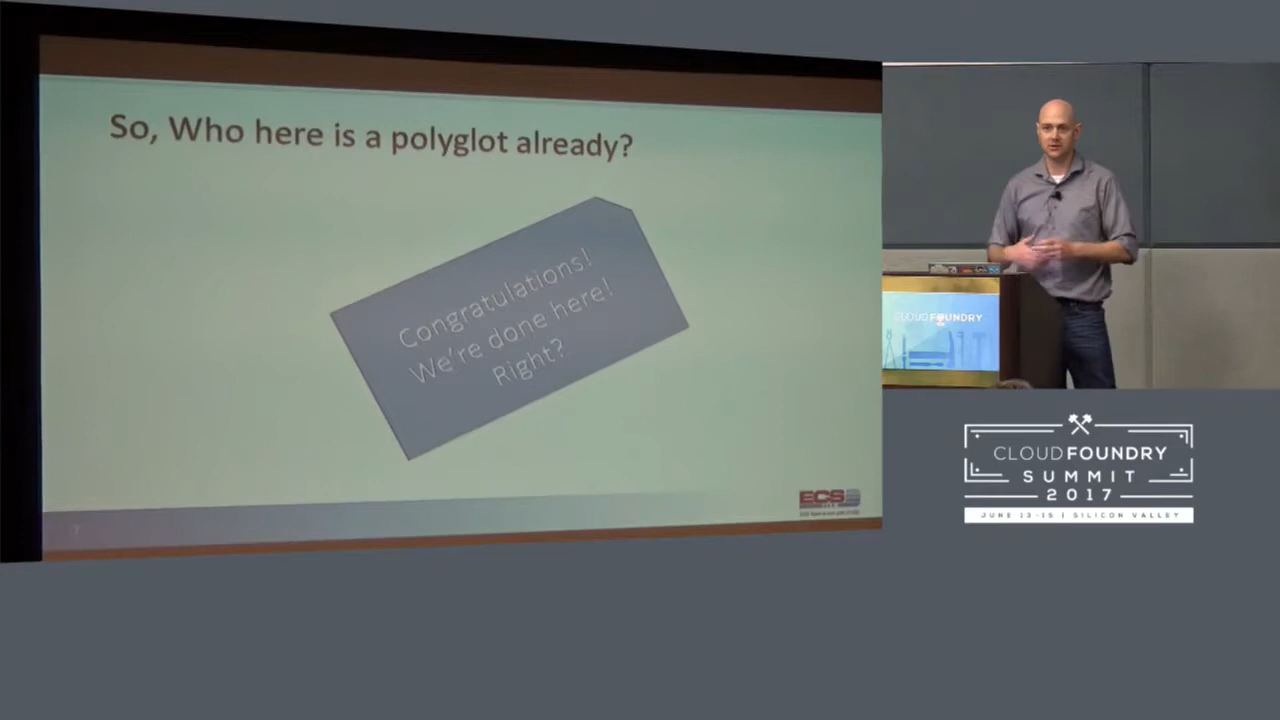 So, Who here is a polyglot already?
Congratulations!
We're done here!
Right?
7
ECS
CLOUD FOUNDRY
CLOUD FOUNDRY
SUMMIT
2017
JUNE 13-15 | SILICON VALLEY